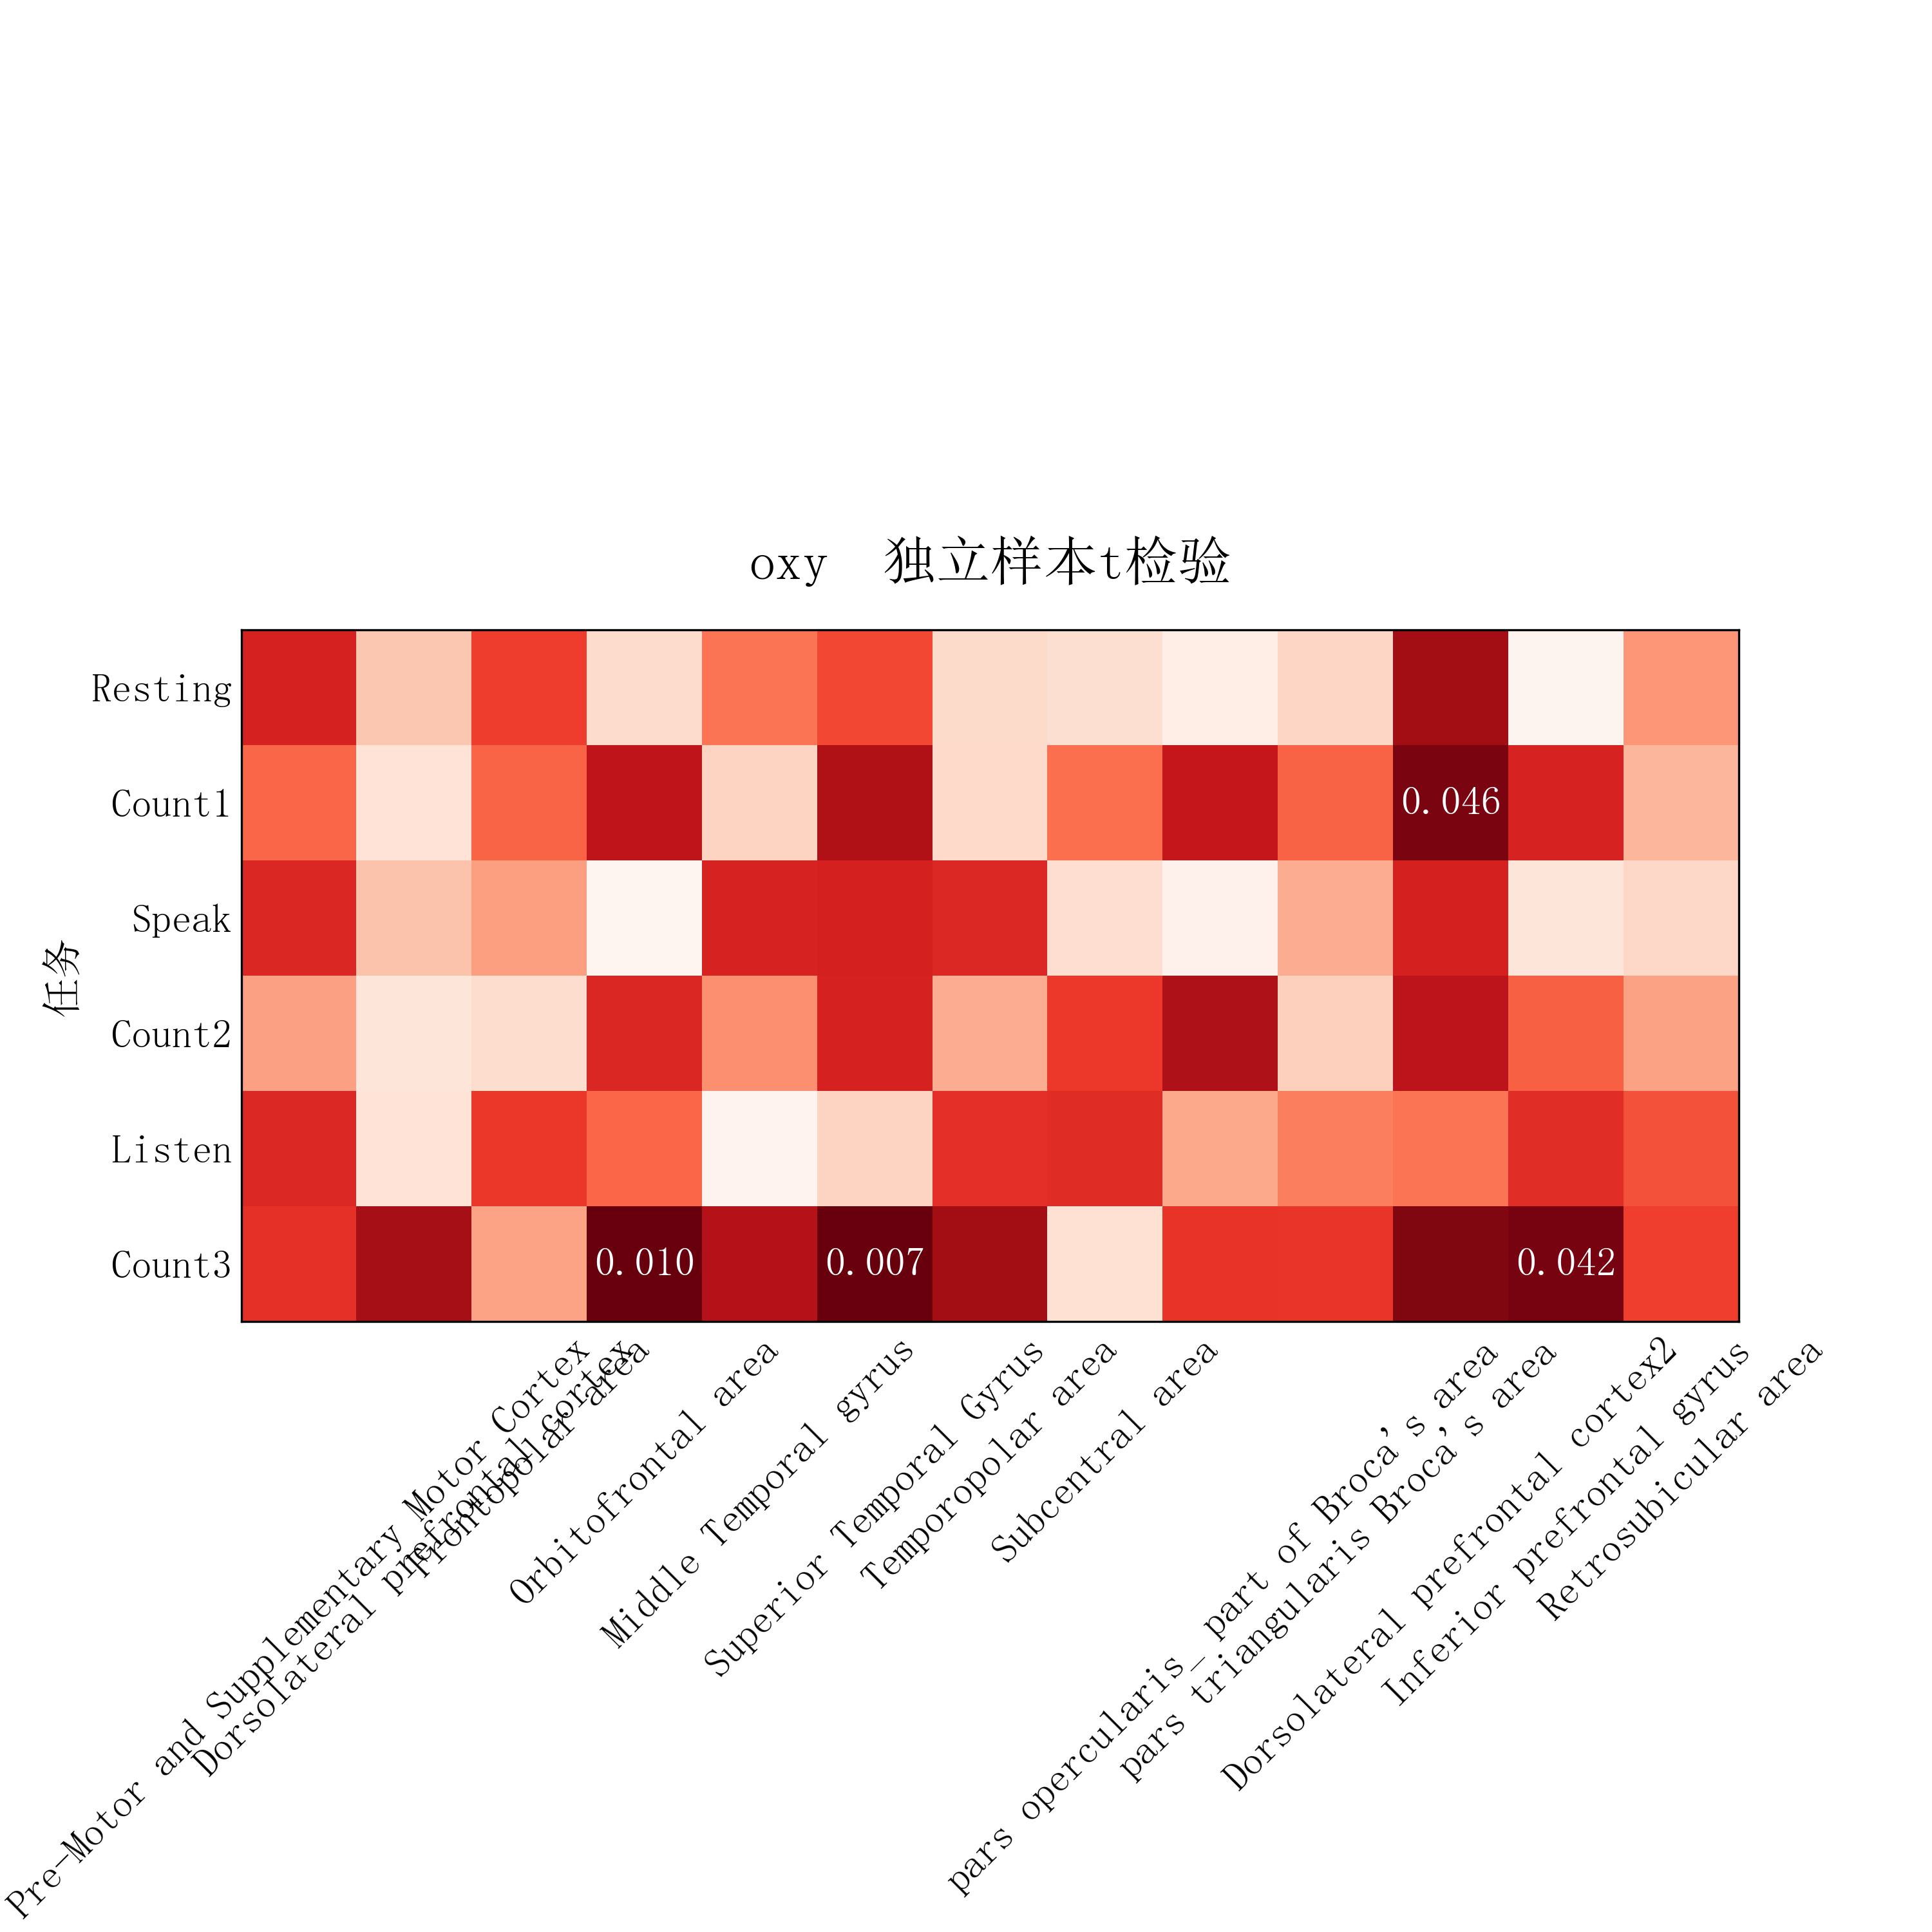 oxy 独立样本t检验
任务
Resting
Count1
0.046
Speak
Count2
Listen
Count3
0.010
0.007
0.042
Pre-Motor and Supplementary Motor Cortex
Dorsolateral prefrontal cortex
Frontopolar area
Orbitofrontal area
Middle Temporal gyrus
Superior Temporal Gyrus
Temporopolar area
Subcentral area
pars opercularis_ part of Broca's area
pars triangularis Broca's area
Dorsolateral prefrontal cortex2
Inferior prefrontal gyrus
Retrosubicular area